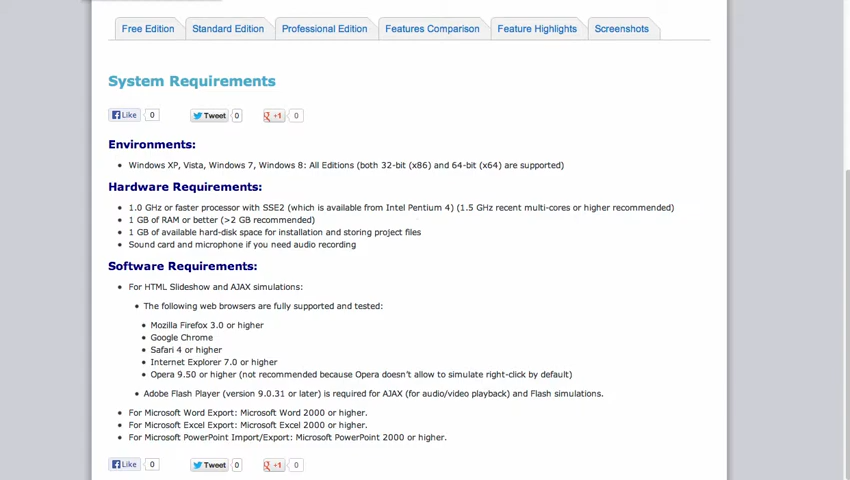 Free Edition Standard Edition Professional Edition Features Comparison Feature Highlights Screenshots
System Requirements
Like 0 Tweet 0 +1 0
Environments:
Windows XP, Vista, Windows 7, Windows 8: All Editions (both 32-bit (x86) and 64-bit (x64) are supported)
Hardware Requirements:
1.0 GHz or faster processor with SSE2 (which is available from Intel Pentium 4) (1.5 GHz recent multi-cores or higher recommended)
1 GB of RAM or better (>2 GB recommended)
1 GB of available hard-disk space for installation and storing project files
Sound card and microphone if you need audio recording
Software Requirements:
For HTML Slideshow and AJAX simulations:
The following web browsers are fully supported and tested:
Mozilla Firefox 3.0 or higher
Google Chrome
Safari 4 or higher
Internet Explorer 7.0 or higher
Opera 9.50 or higher (not recommended because Opera doesn't allow to simulate right-click by default)
Adobe Flash Player (version 9.0.31 or later) is required for AJAX (for audio/video playback) and Flash simulations.
For Microsoft Word Export: Microsoft Word 2000 or higher.
For Microsoft Excel Export: Microsoft Excel 2000 or higher.
For Microsoft PowerPoint Import/Export: Microsoft PowerPoint 2000 or higher.
Like 0 Tweet 0 +1 0